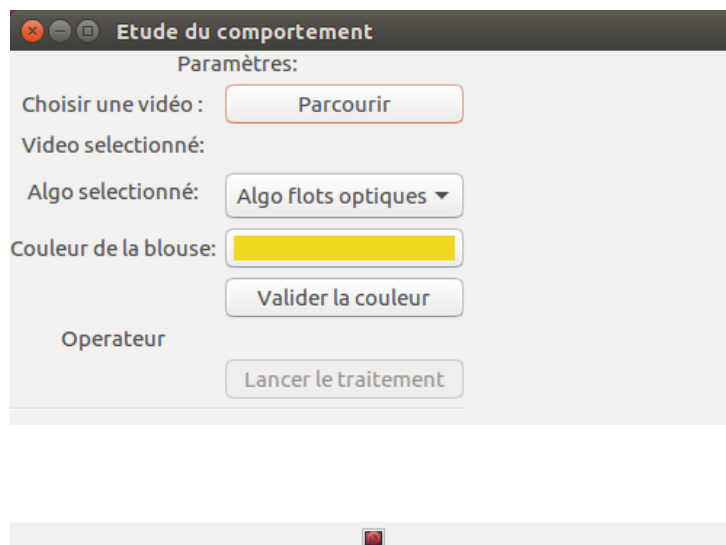 Etude du comportement
Paramètres:
Choisir une vidéo : Parcourir
Video selectionné:
Algo selectionné: Algo flots optiques
Couleur de la blouse:
Valider la couleur
Operateur
Lancer le traitement